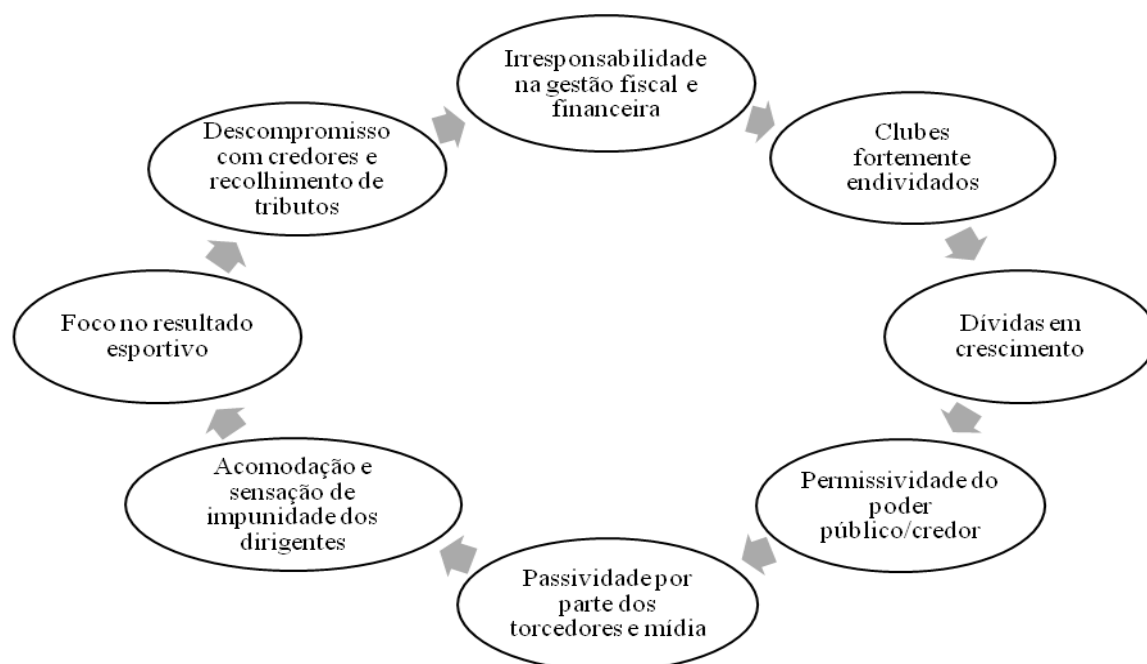 Irresponsabilidade
na gestão fiscal e
financeira
Clubes
fortemente
endividados
Dívidas em
crescimento
Permissividade do
poder
público/credor
Passividade por
parte dos
torcedores e mídia
Acomodação e
sensação de
impunidade dos
dirigentes
Foco no resultado
esportivo
Descompromisso
com credores e
recolhimento de
tributos